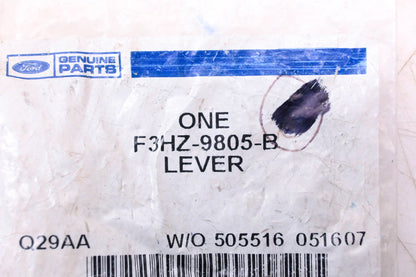 Ford GENUINE
PARTS
ONE
F3HZ-9805-B
LEVER
Q29AA W/O 505516 051607